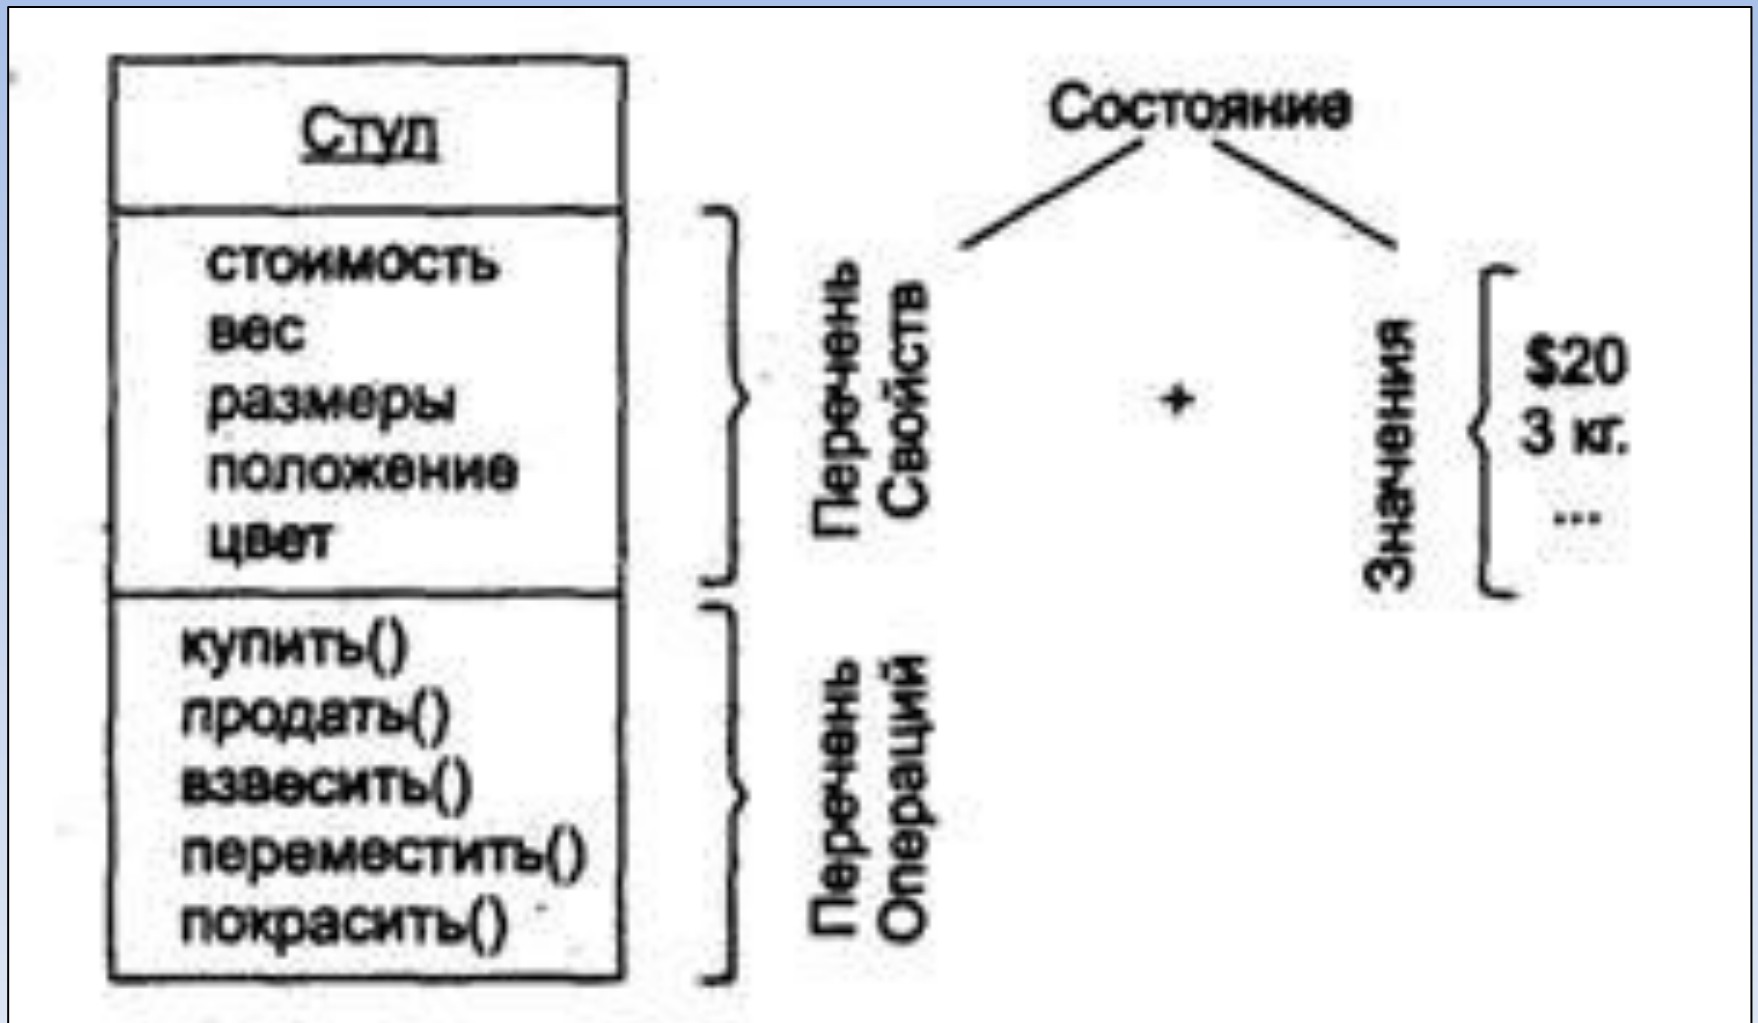 Стул
стоимость
вес
размеры
положение
цвет
купить()
продать()
взвесить()
переместить()
покрасить()
Перечень
Свойств
Перечень
Операций
Состояние
+
Значения
$20
3 кг.
...